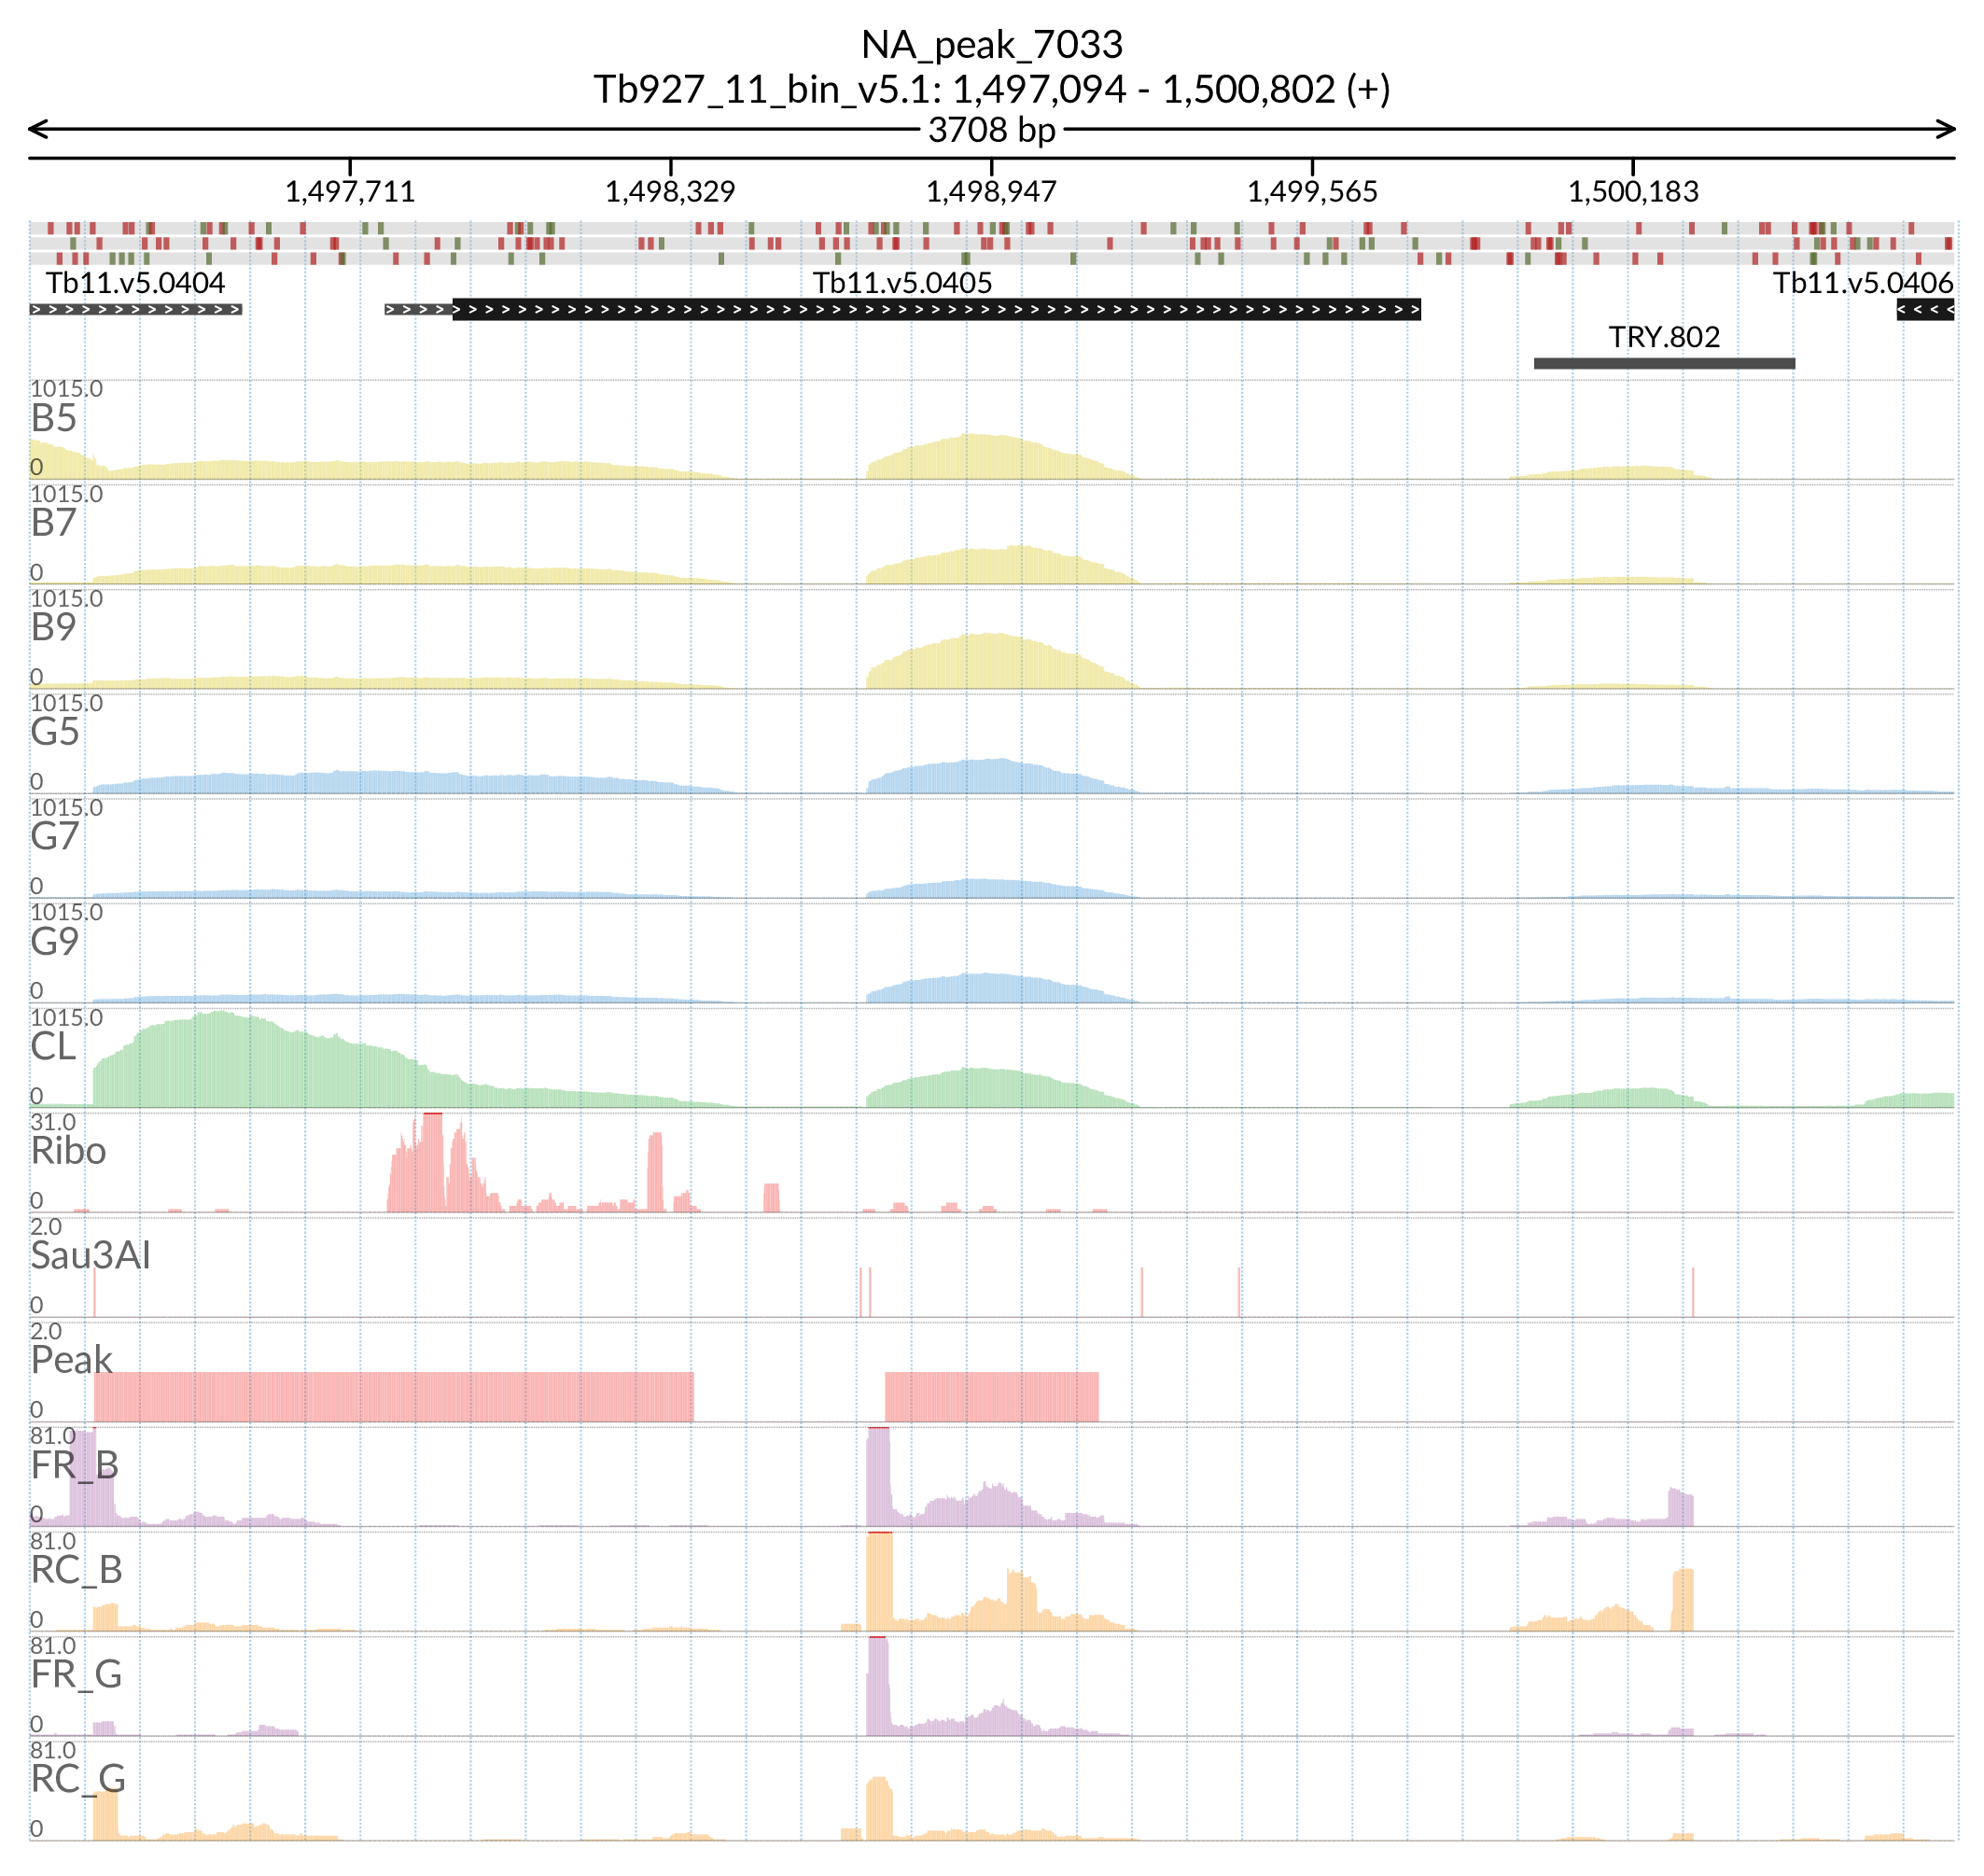 NA_peak_7033
Tb927_11_bin_v5.1: 1,497,094 - 1,500,802 (+)
3708 bp
1,497,711 1,498,329 1,498,947 1,499,565 1,500,183
Tb11.v5.0404 Tb11.v5.0405 Tb11.v5.0406
TRY.802
1015.0
B5
0
1015.0
B7
0
1015.0
B9
0
1015.0
G5
0
1015.0
G7
0
1015.0
G9
0
1015.0
CL
0
31.0
Ribo
0
2.0
Sau3AI
0
2.0
Peak
0
81.0
FR_B
0
81.0
RC_B
0
81.0
FR_G
0
81.0
RC_G
0